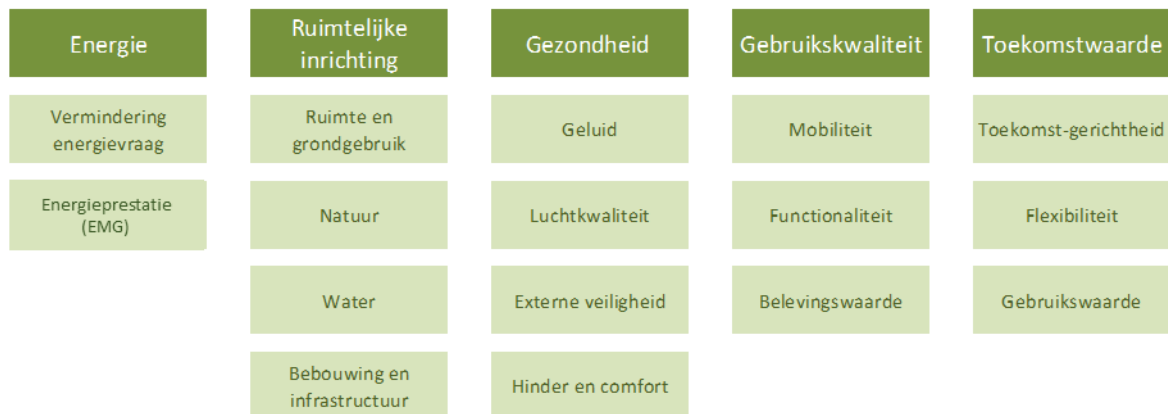 Energie
Vermindering
energievraag
Energieprestatie
(EMG)
Ruimtelijke
inrichting
Ruimte en
grondgebruik
Natuur
Water
Bebouwing en
infrastructuur
Gezondheid
Geluid
Luchtkwaliteit
Externe veiligheid
Hinder en comfort
Gebruikskwaliteit
Mobiliteit
Functionaliteit
Belevingswaarde
Toekomstwaarde
Toekomst-gerichtheid
Flexibiliteit
Gebruikswaarde